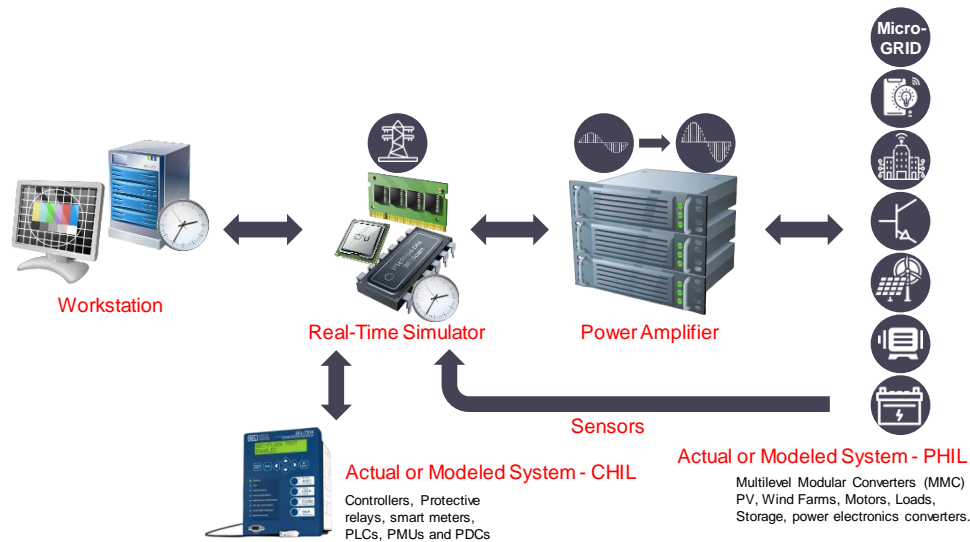 Micro-
GRID
CPU
Workstation
Real-Time Simulator
Power Amplifier
Sensors
SEL
Actual or Modeled System - CHIL
Controllers, Protective
relays, smart meters,
PLCs, PMUs and PDCs
Actual or Modeled System - PHIL
Multilevel Modular Converters (MMC)
PV, Wind Farms, Motors, Loads,
Storage, power electronics converters.